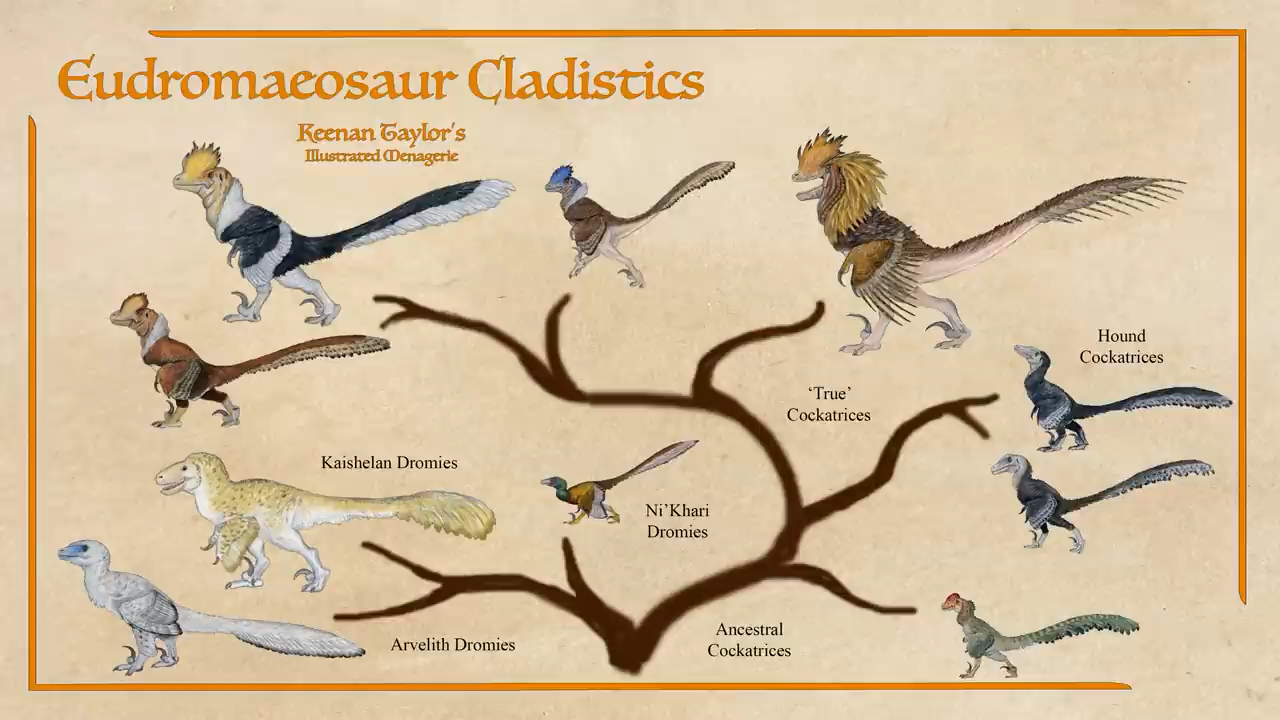 Eudromaeosaur Cladistics
Keenan Taylor's
Illustrated Menagerie
Hound
Cockatrices
'True'
Cockatrices
Kaishelan Dromies
Ni'Khari
Dromies
Arvelith Dromies
Ancestral
Cockatrices